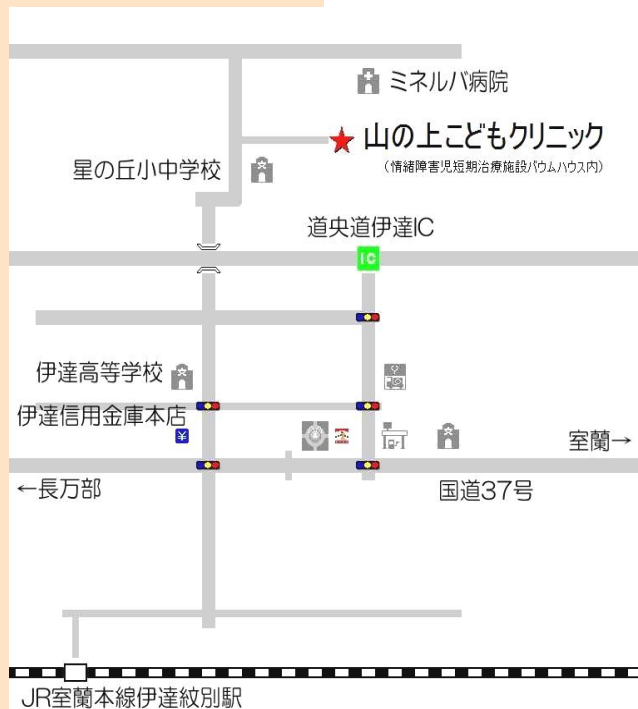 ミネルバ病院
山の上こどもクリニック
（情緒障害児短期治療施設バウムハウス内）
星の丘小中学校
道央道伊達IC
IC
伊達高等学校
伊達信用金庫本店
¥
室蘭→
←長万部
国道37号
JR室蘭本線伊達紋別駅